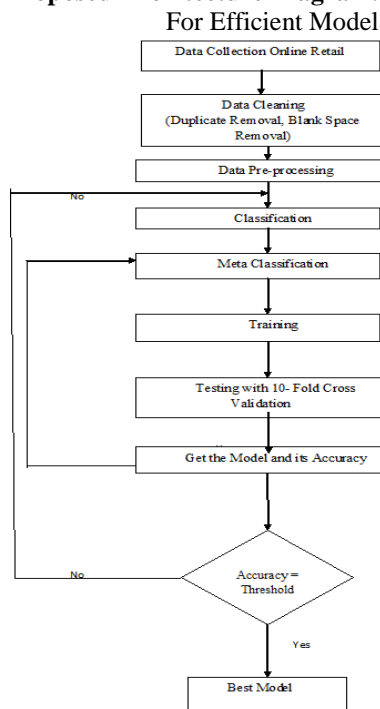 For Efficient Model
Data Collection Online Retail
Data Cleaning
(Duplicate Removal, Blank Space
Removal)
Data Pre-processing
No
Classification
Meta Classification
Training
Testing with 10- Fold Cross
Validation
Get the Model and its Accuracy
Accuracy =
Threshold
No
Yes
Best Model